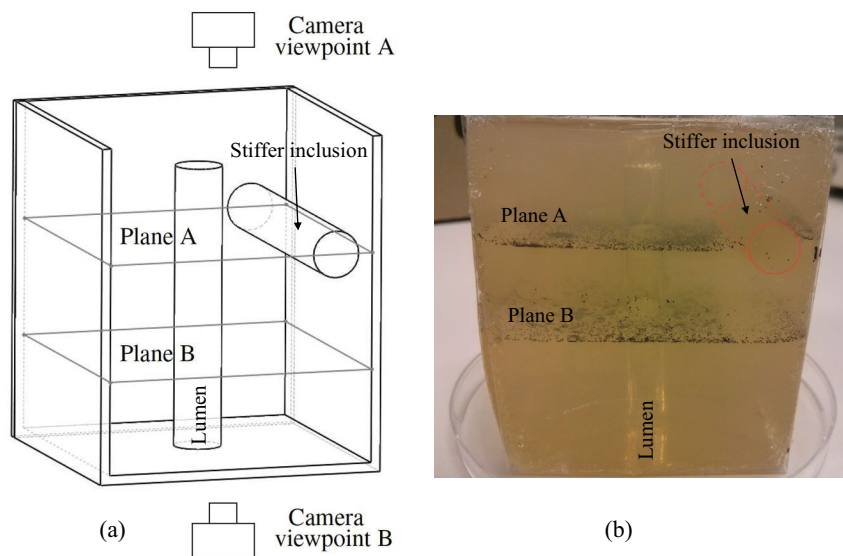 Camera
viewpoint A
Stiffer inclusion
Plane A
Plane B
Lumen
(a)
Camera
viewpoint B
Stiffer inclusion
Plane A
Plane B
Lumen
(b)